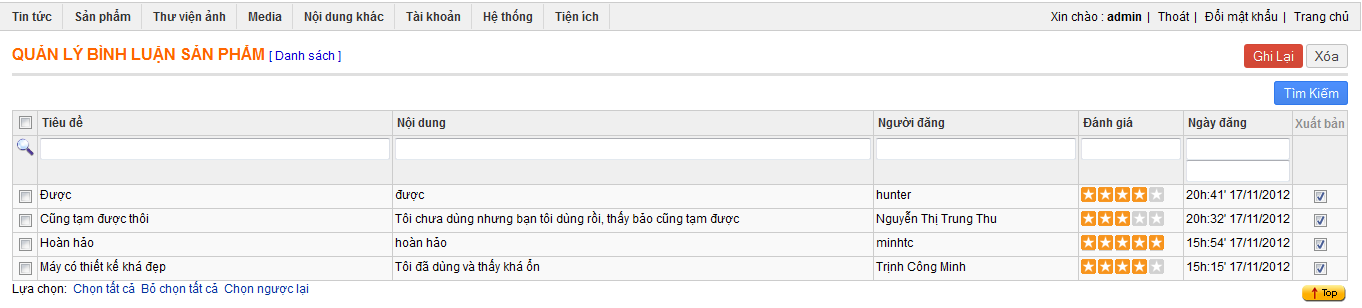 Tin tức Sản phẩm Thư viện ảnh Media Nội dung khác Tài khoản Hệ thống Tiện ích Xin chào : admin | Thoát | Đổi mật khẩu | Trang chủ
QUẢN LÝ BÌNH LUẬN SẢN PHẨM [ Danh sách ] Ghi Lại Xóa
Tìm Kiếm
Tiêu đề Nội dung Người đăng Đánh giá Ngày đăng Xuất bản
Được được hunter 20h:41' 17/11/2012
Cũng tạm được thôi Tôi chưa dùng nhưng bạn tôi dùng rồi, thấy bảo cũng tạm được Nguyễn Thị Trung Thu 20h:32' 17/11/2012
Hoàn hảo hoàn hảo minhtc 15h:54' 17/11/2012
Máy có thiết kế khá đẹp Tôi đã dùng và thấy khá ổn Trịnh Công Minh 15h:15' 17/11/2012
Lựa chọn: Chọn tất cả Bỏ chọn tất cả Chọn ngược lại Top